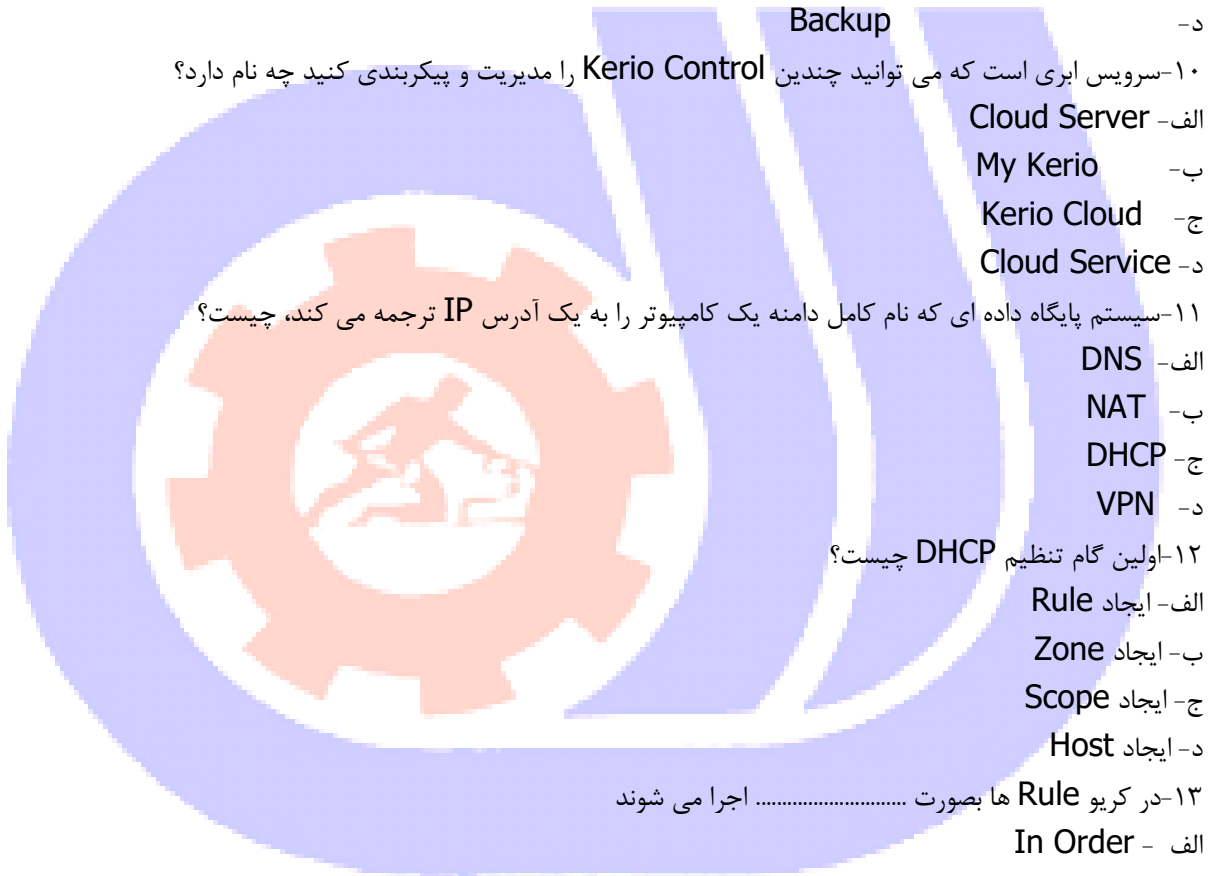 د- Backup
۱۰-سرویس ابری است که می توانید چندین Kerio Control را مدیریت و پیکربندی کنید چه نام دارد؟
الف- Cloud Server
ب- My Kerio
ج- Kerio Cloud
د- Cloud Service
۱۱-سیستم پایگاه داده ای که نام کامل دامنه یک کامپیوتر را به یک آدرس IP ترجمه می کند، چیست؟
الف- DNS
ب- NAT
ج- DHCP
د- VPN
۱۲-اولین گام تنظیم DHCP چیست؟
الف- ایجاد Rule
ب- ایجاد Zone
ج- ایجاد Scope
د- ایجاد Host
۱۳-در کریو Rule ها بصورت ............................ اجرا می شوند
الف - In Order